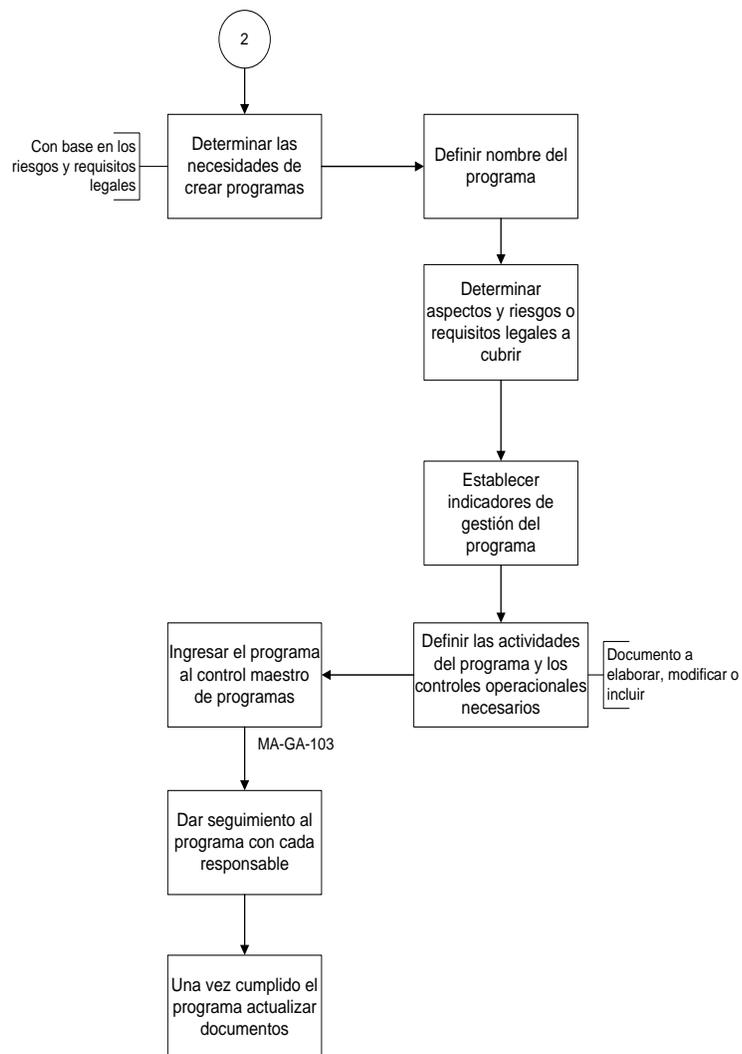 2
Con base en los
riesgos y requisitos
legales
Determinar las
necesidades de
crear programas
Definir nombre del
programa
Determinar
aspectos y riesgos o
requisitos legales a
cubrir
Establecer
indicadores de
gestión del
programa
Definir las actividades
del programa y los
controles operacionales
necesarios
Documento a
elaborar, modificar o
incluir
Ingresar el programa
al control maestro
de programas
MA-GA-103
Dar seguimiento al
programa con cada
responsable
Una vez cumplido el
programa actualizar
documentos